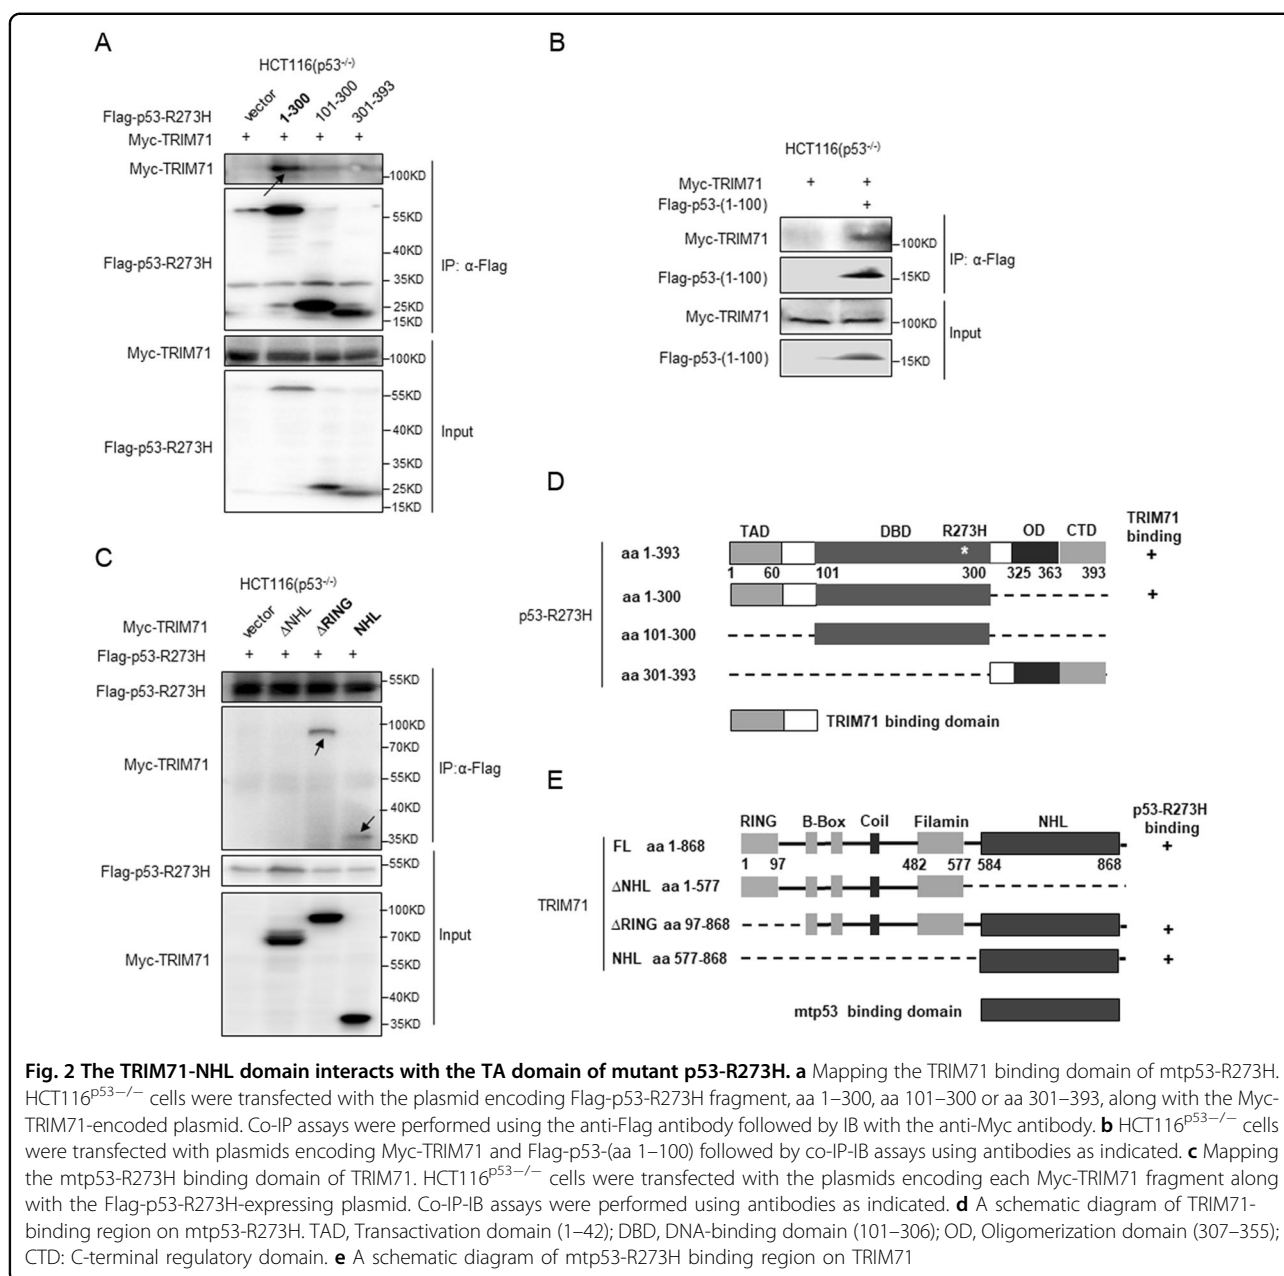 A
HCT116(p53-/-)
Flag-p53-R273H vector 1-300 101-300 301-393
Myc-TRIM71 + + + +
Myc-TRIM71
100KD
Flag-p53-R273H
55KD
40KD
35KD
25KD
15KD
IP: α-Flag
Myc-TRIM71
100KD
Flag-p53-R273H
55KD
40KD
35KD
25KD
15KD
Input
B
HCT116(p53-/-)
Myc-TRIM71 + +
Flag-p53-(1-100) +
Myc-TRIM71
100KD
Flag-p53-(1-100)
15KD
IP: α-Flag
Myc-TRIM71
100KD
Flag-p53-(1-100)
15KD
Input
C
HCT116(p53-/-)
Myc-TRIM71 vector ΔNHL ΔRING NHL
Flag-p53-R273H + + + +
Flag-p53-R273H
55KD
Myc-TRIM71
100KD
70KD
55KD
40KD
35KD
IP:α-Flag
Flag-p53-R273H
55KD
Myc-TRIM71
100KD
70KD
55KD
40KD
35KD
Input
D
TAD DBD R273H OD CTD TRIM71 binding
p53-R273H
aa 1-393 * +
1 60 101 300 325 363 393
aa 1-300 +
aa 101-300
aa 301-393
TRIM71 binding domain
E
RING B-Box Coil Filamin NHL p53-R273H binding
TRIM71
FL aa 1-868 +
1 97 482 577 584 868
ΔNHL aa 1-577
ΔRING aa 97-868 +
NHL aa 577-868 +
mtp53 binding domain
Fig. 2 The TRIM71-NHL domain interacts with the TA domain of mutant p53-R273H. a Mapping the TRIM71 binding domain of mtp53-R273H.
HCT116p53−/− cells were transfected with the plasmid encoding Flag-p53-R273H fragment, aa 1–300, aa 101–300 or aa 301–393, along with the Myc-
TRIM71-encoded plasmid. Co-IP assays were performed using the anti-Flag antibody followed by IB with the anti-Myc antibody. b HCT116p53−/− cells
were transfected with plasmids encoding Myc-TRIM71 and Flag-p53-(aa 1–100) followed by co-IP-IB assays using antibodies as indicated. c Mapping
the mtp53-R273H binding domain of TRIM71. HCT116p53−/− cells were transfected with the plasmids encoding each Myc-TRIM71 fragment along
with the Flag-p53-R273H-expressing plasmid. Co-IP-IB assays were performed using antibodies as indicated. d A schematic diagram of TRIM71-
binding region on mtp53-R273H. TAD, Transactivation domain (1–42); DBD, DNA-binding domain (101–306); OD, Oligomerization domain (307–355);
CTD: C-terminal regulatory domain. e A schematic diagram of mtp53-R273H binding region on TRIM71